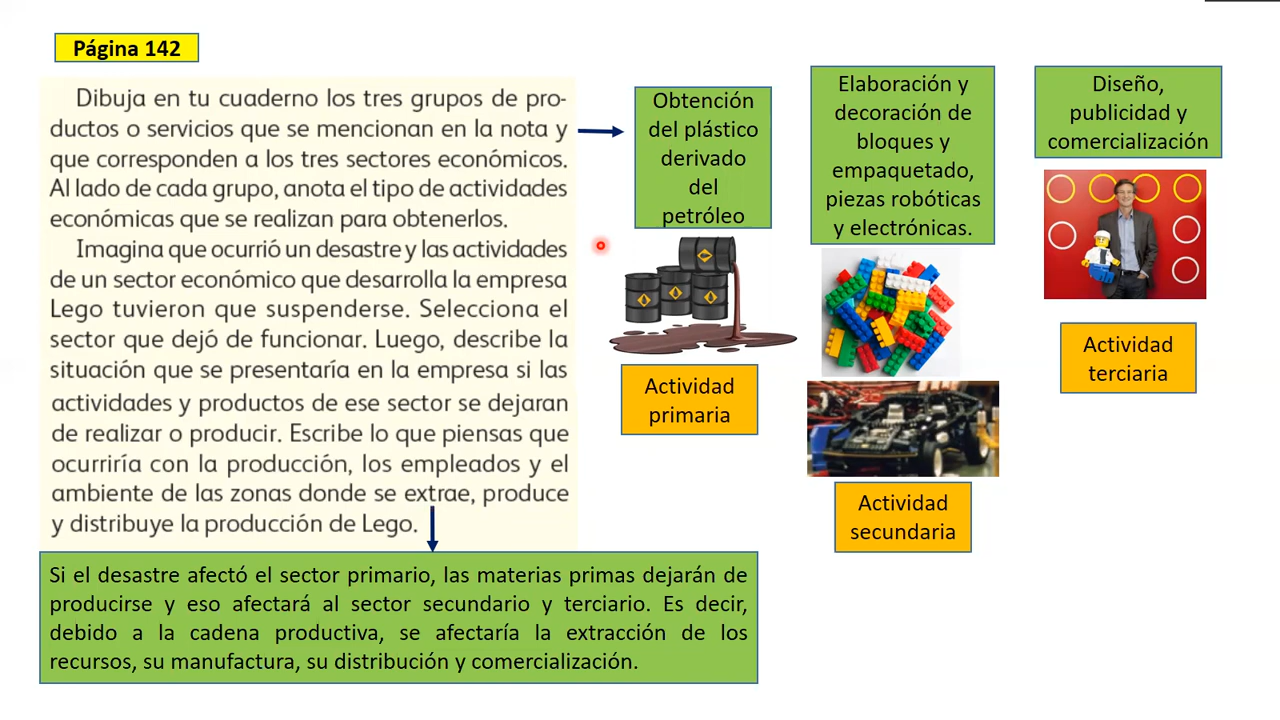 Página 142
Dibuja en tu cuaderno los tres grupos de pro-
ductos o servicios que se mencionan en la nota y
que corresponden a los tres sectores económicos.
Al lado de cada grupo, anota el tipo de actividades
económicas que se realizan para obtenerlos.
Imagina que ocurrió un desastre y las actividades
de un sector económico que desarrolla la empresa
Lego tuvieron que suspenderse. Selecciona el
sector que dejó de funcionar. Luego, describe la
situación que se presentaría en la empresa si las
actividades y productos de ese sector se dejaran
de realizar o producir. Escribe lo que piensas que
ocurriría con la producción, los empleados y el
ambiente de las zonas donde se extrae, produce
y distribuye la producción de Lego.
Si el desastre afectó el sector primario, las materias primas dejarán de
producirse y eso afectará al sector secundario y terciario. Es decir,
debido a la cadena productiva, se afectaría la extracción de los
recursos, su manufactura, su distribución y comercialización.
Obtención
del plástico
derivado
del
petróleo
Actividad
primaria
Elaboración y
decoración de
bloques y
empaquetado,
piezas robóticas
y electrónicas.
Actividad
secundaria
Diseño,
publicidad y
comercialización
Actividad
terciaria